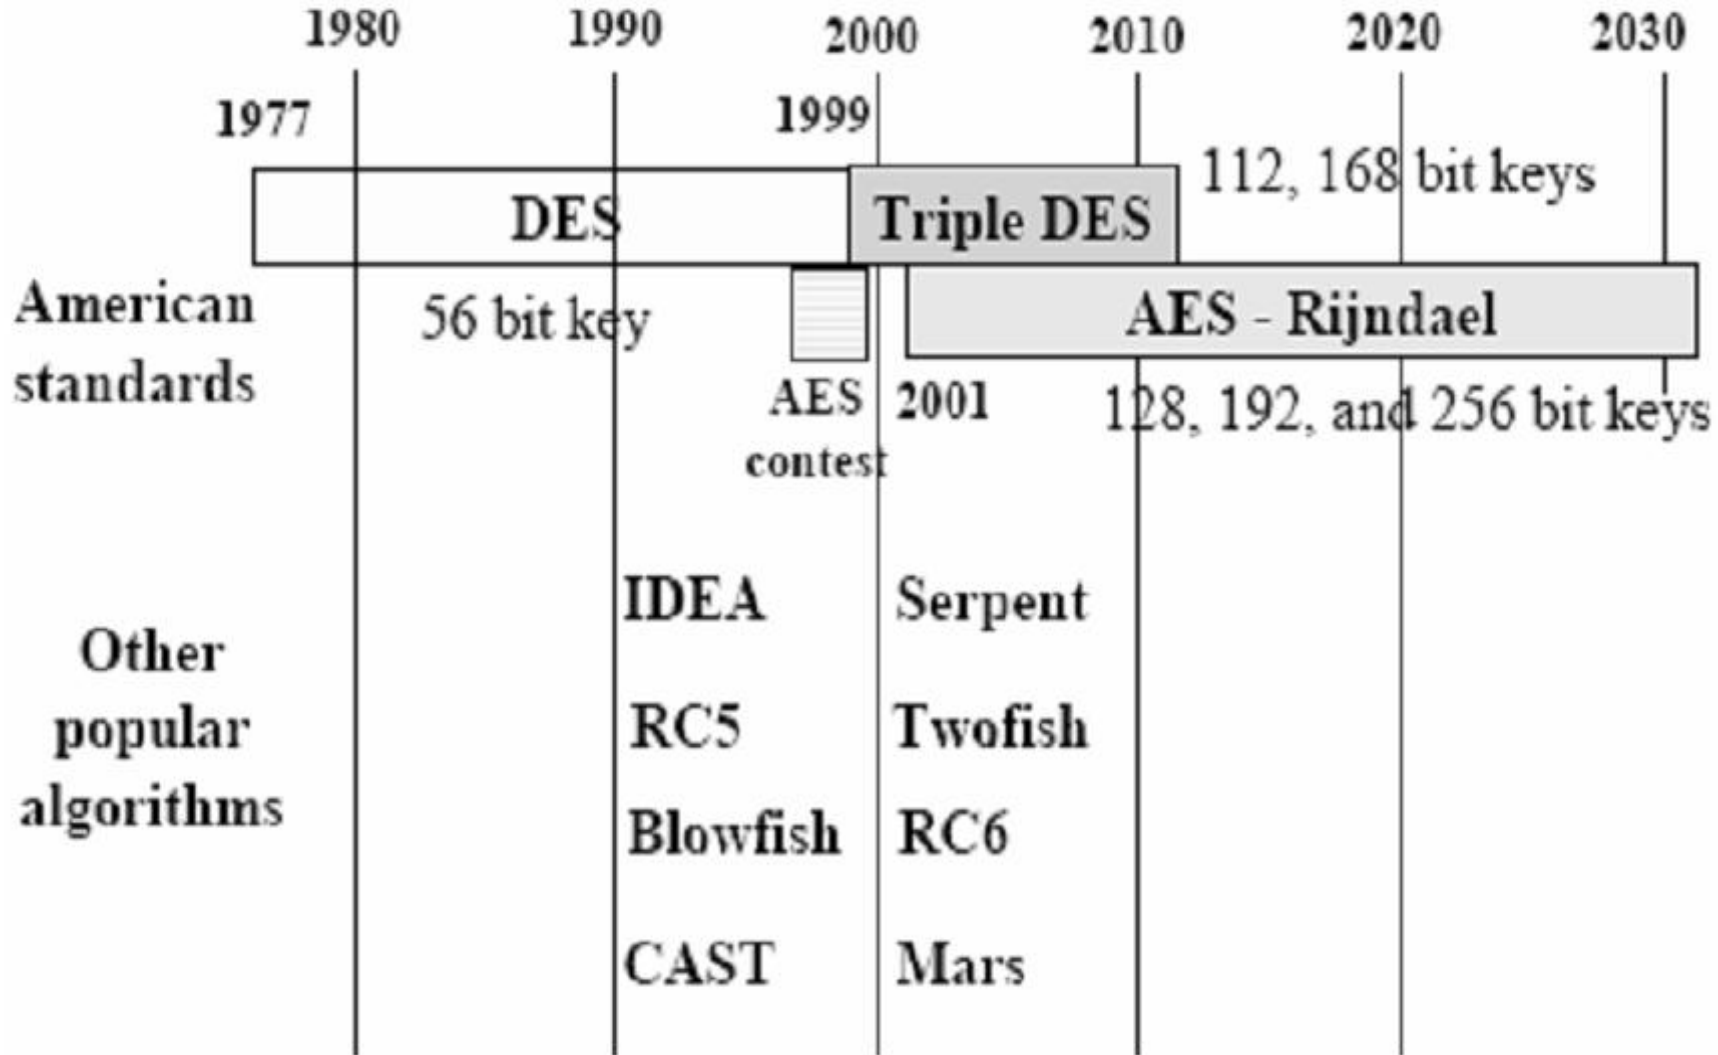 1980 1990 2000 2010 2020 2030
1977 1999
112, 168 bit keys
DES Triple DES
American
standards
56 bit key
AES - Rijndael
AES
contest
2001
128, 192, and 256 bit keys
Other
popular
algorithms
IDEA Serpent
RC5 Twofish
Blowfish RC6
CAST Mars